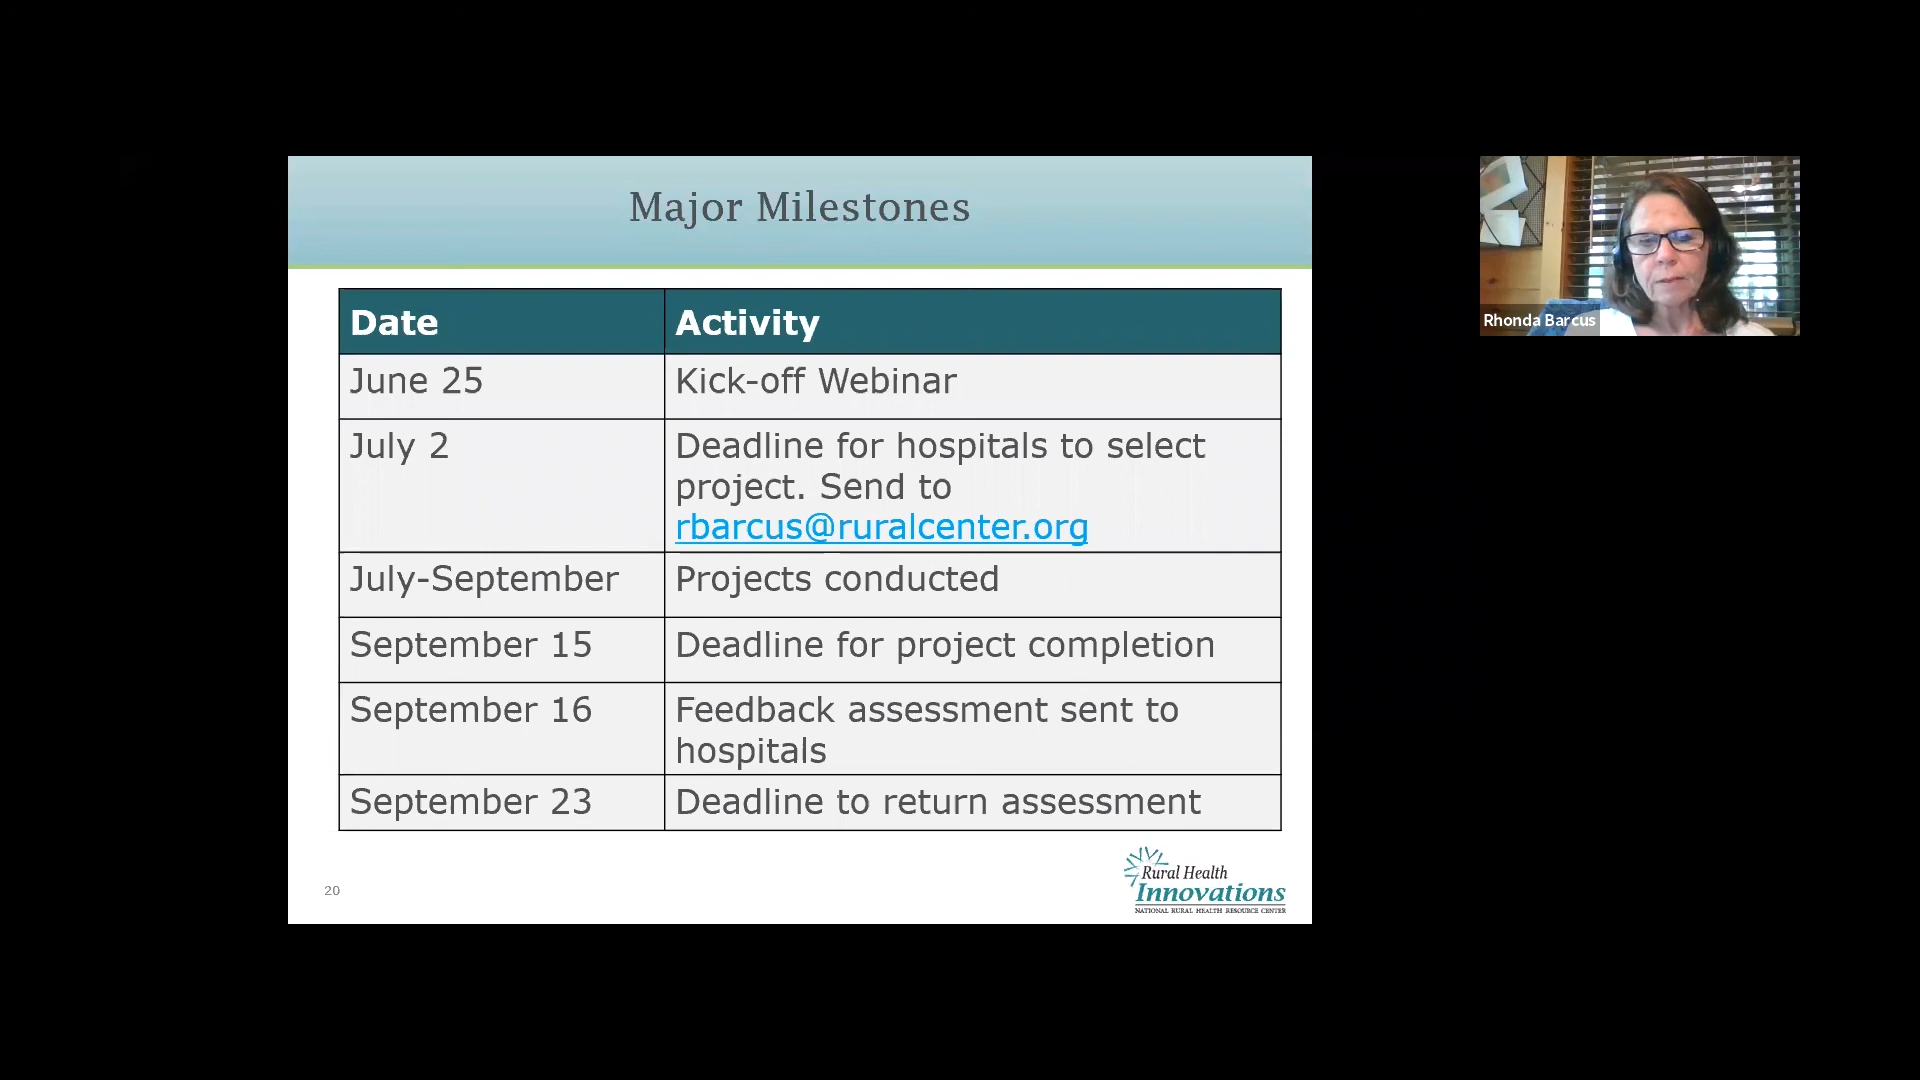 Major Milestones
Date
Activity
June 25
Kick-off Webinar
July 2
Deadline for hospitals to select
project. Send to
rbarcus@ruralcenter.org
July-September
Projects conducted
September 15
Deadline for project completion
September 16
Feedback assessment sent to
hospitals
September 23
Deadline to return assessment
20
Rural Health
Innovations
NATIONAL RURAL HEALTH RESOURCE CENTER
Rhonda Barcus